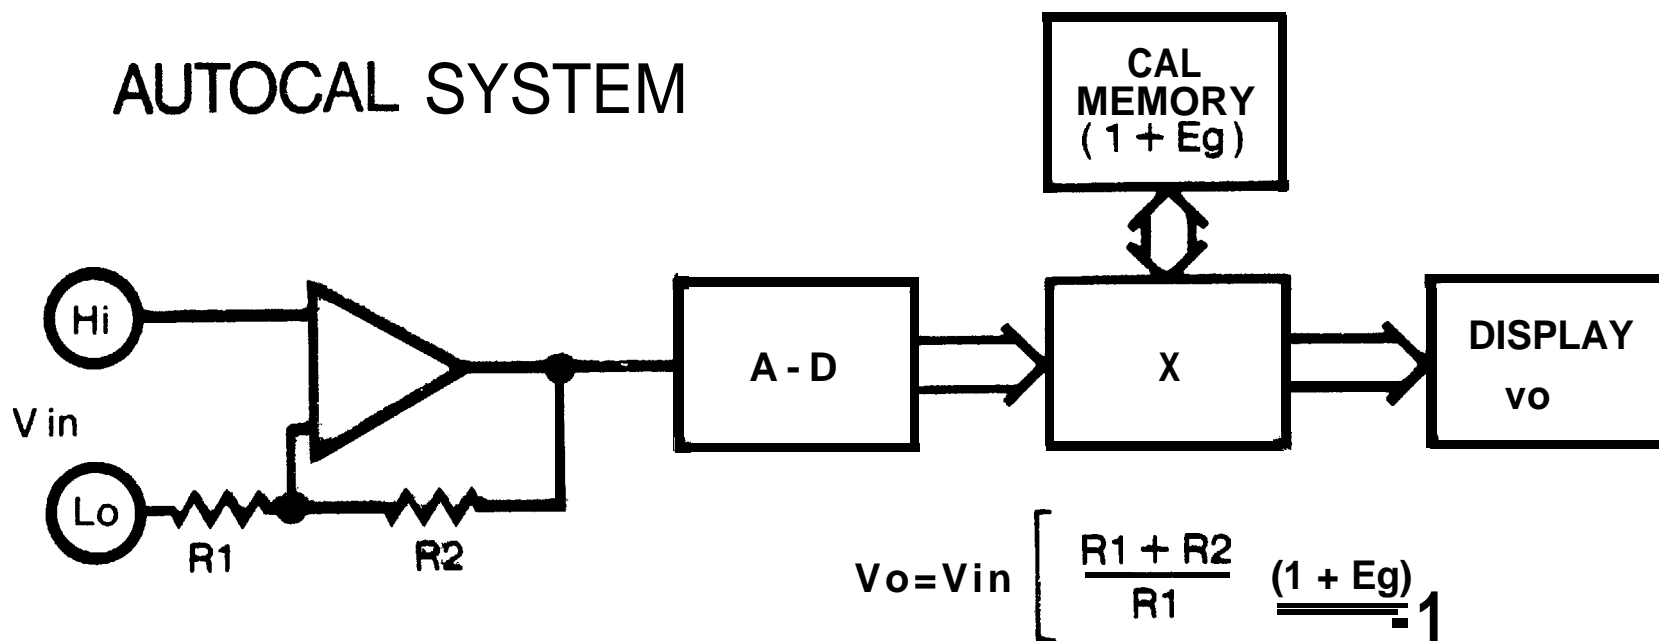 AUTOCAL SYSTEM
CAL
MEMORY
(1 + Eg)
Hi
A - D
X
DISPLAY
vo
V in
Lo
R1
R2
Vo=Vin [ R1 + R2
R1
(1 + Eg)